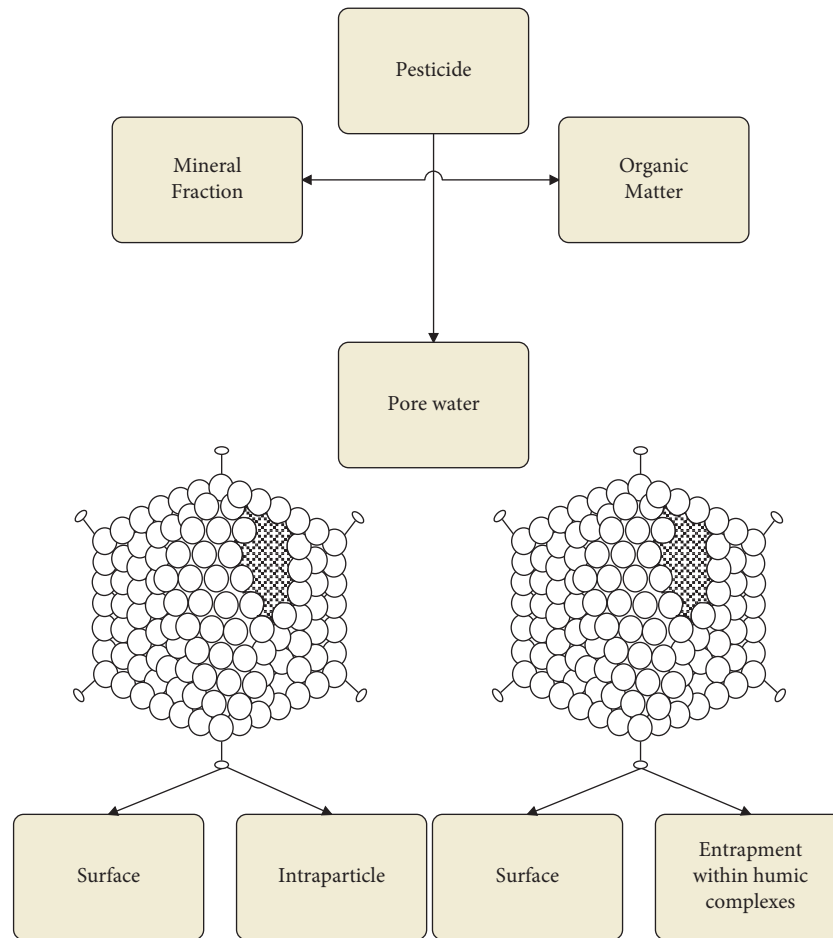 Pesticide
Mineral
Fraction
Organic
Matter
Pore water
Surface
Intraparticle
Surface
Entrapment
within humic
complexes